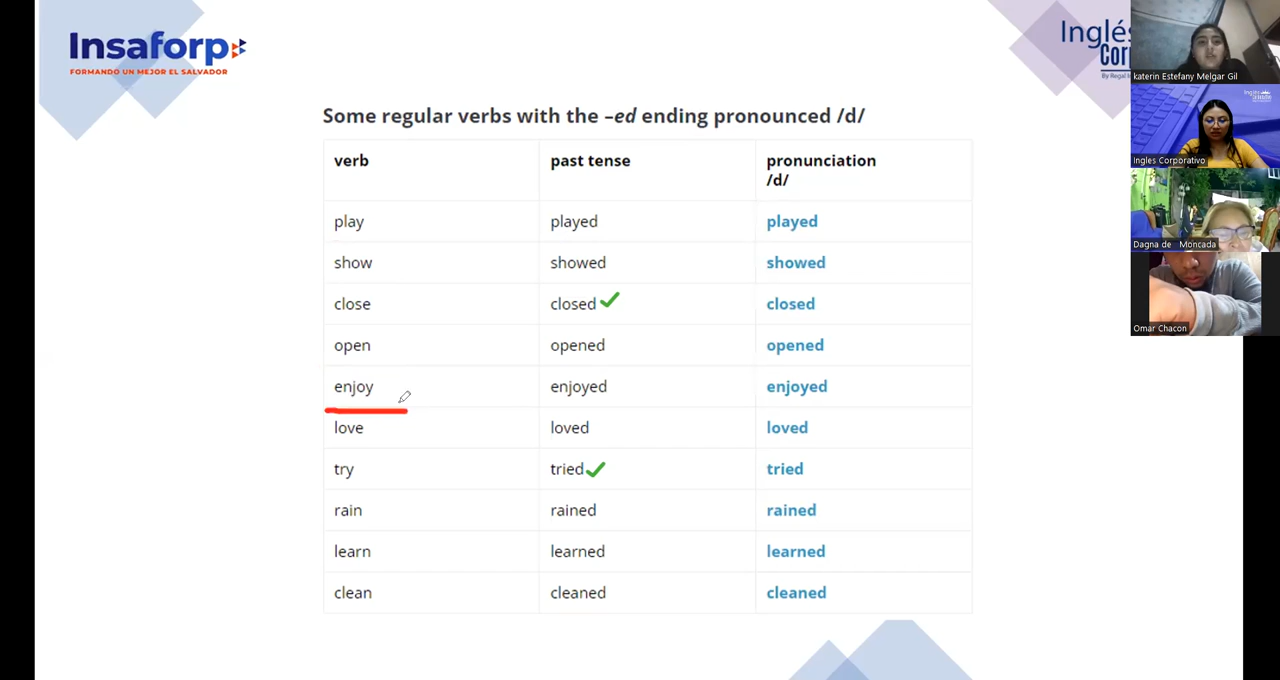 Insaforp
FORMANDO UN MEJOR EL SALVADOR
Inglés
Corp
By Regal
katerin Estefany Melgar Gil
Ingles Corporativo
Dagna de Moncada
Omar Chacon
Some regular verbs with the –ed ending pronounced /d/
verb past tense pronunciation
/d/
play played played
show showed showed
close closed closed
open opened opened
enjoy enjoyed enjoyed
love loved loved
try tried tried
rain rained rained
learn learned learned
clean cleaned cleaned